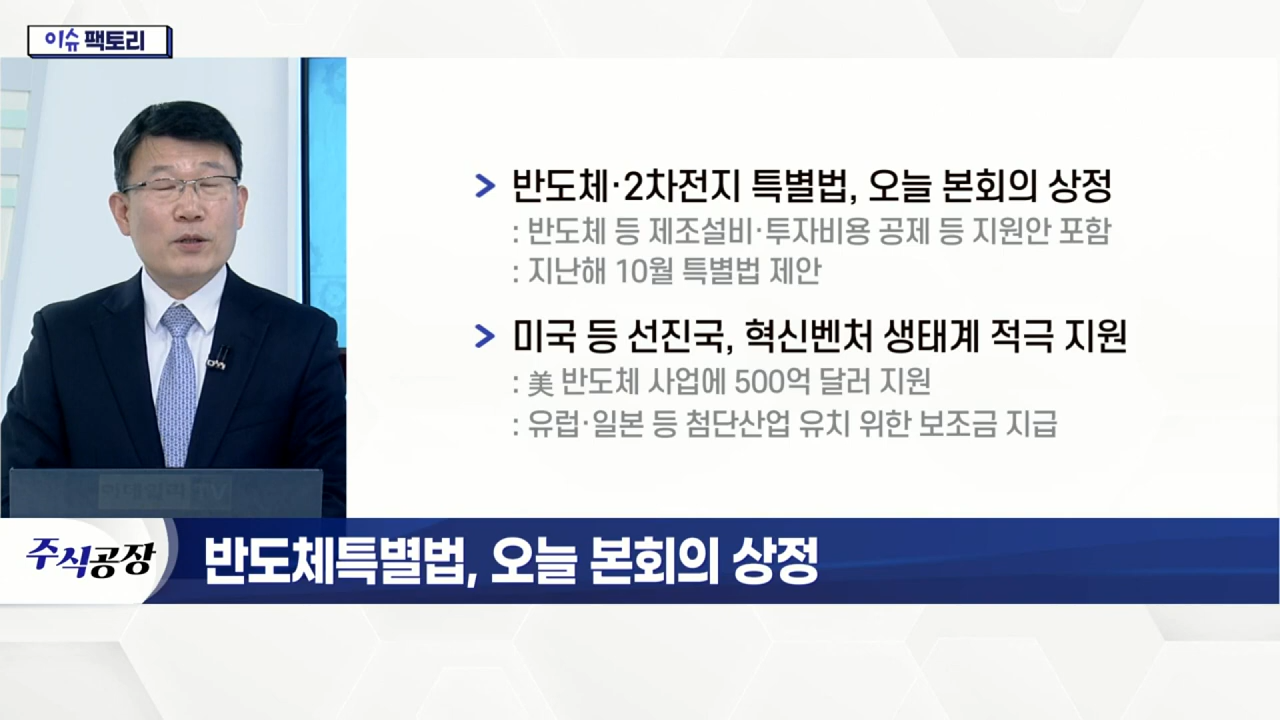 이슈 팩토리
> 반도체·2차전지 특별법, 오늘 본회의 상정
: 반도체 등 제조설비·투자비용 공제 등 지원안 포함
: 지난해 10월 특별법 제안
> 미국 등 선진국, 혁신벤처 생태계 적극 지원
: 美 반도체 사업에 500억 달러 지원
: 유럽·일본 등 첨단산업 유치 위한 보조금 지급
이데일리 TV
주식공장
반도체특별법, 오늘 본회의 상정